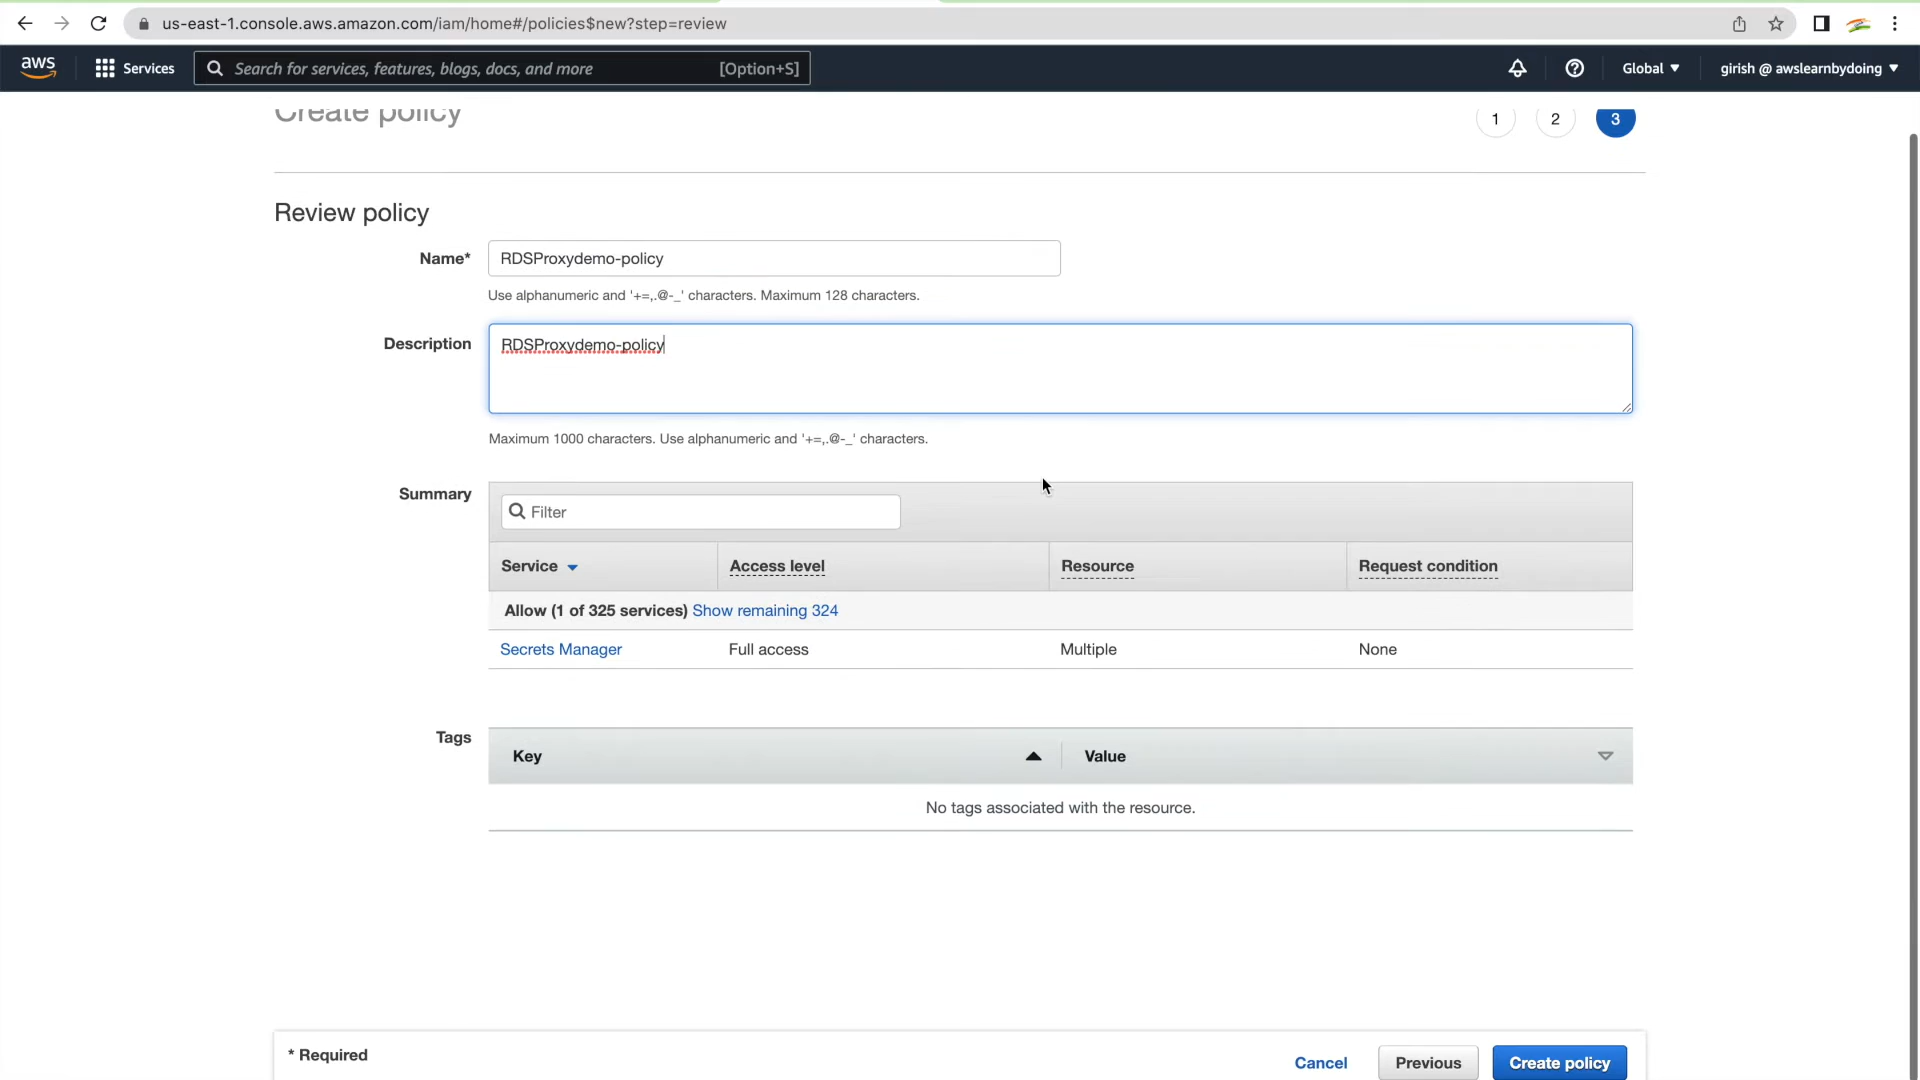 us-east-1.console.aws.amazon.com/iam/home#/policies$new?step=review
aws
Services
Search for services, features, blogs, docs, and more
[Option+S]
Global
girish @ awslearnbydoing
Create policy
1
2
3
Review policy
Name*
RDSProxydemo-policy
Use alphanumeric and '+=,.@-_' characters. Maximum 128 characters.
Description
RDSProxydemo-policy
Maximum 1000 characters. Use alphanumeric and '+=,.@-_' characters.
Summary
Filter
Service
Access level
Resource
Request condition
Allow (1 of 325 services) Show remaining 324
Secrets Manager
Full access
Multiple
None
Tags
Key
Value
No tags associated with the resource.
* Required
Cancel
Previous
Create policy